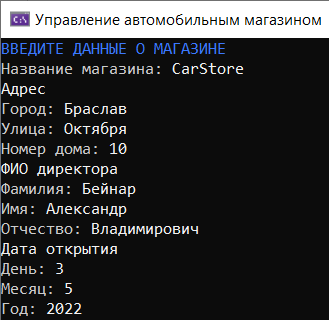 Управление автомобильным магазином
ВВЕДИТЕ ДАННЫЕ О МАГАЗИНЕ
Название магазина: CarStore
Адрес
Город: Браслав
Улица: Октября
Номер дома: 10
ФИО директора
Фамилия: Бейнар
Имя: Александр
Отчество: Владимирович
Дата открытия
День: 3
Месяц: 5
Год: 2022